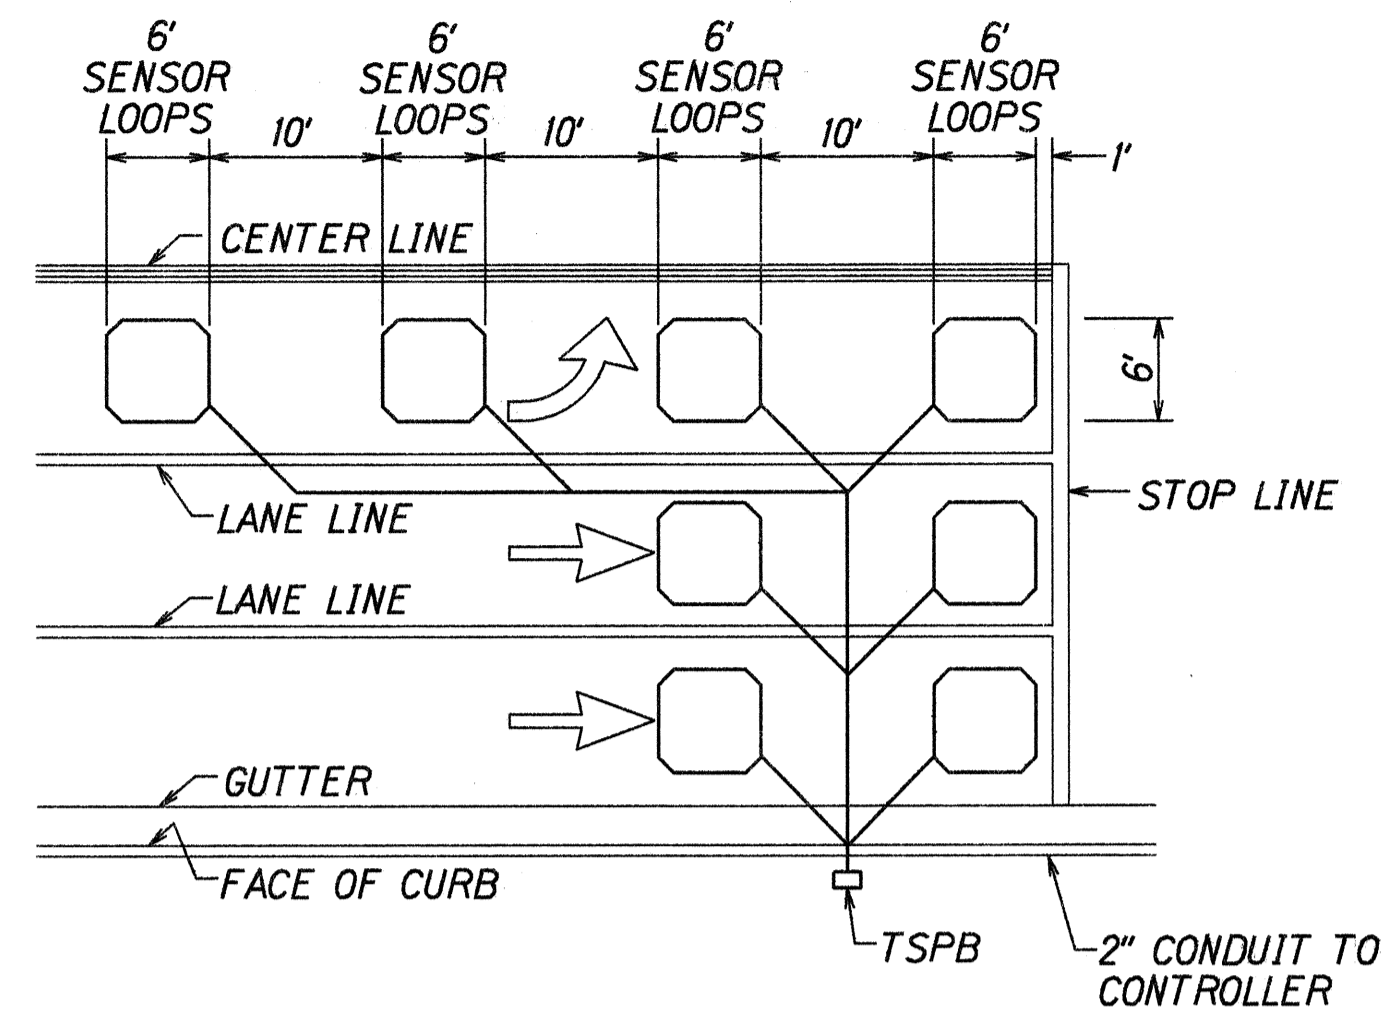 6'
SENSOR
LOOPS
6'
SENSOR
LOOPS
6'
SENSOR
LOOPS
6'
SENSOR
LOOPS
10'
10'
10'
1'
CENTER LINE
6'
LANE LINE
STOP LINE
LANE LINE
GUTTER
FACE OF CURB
TSPB
2" CONDUIT TO
CONTROLLER